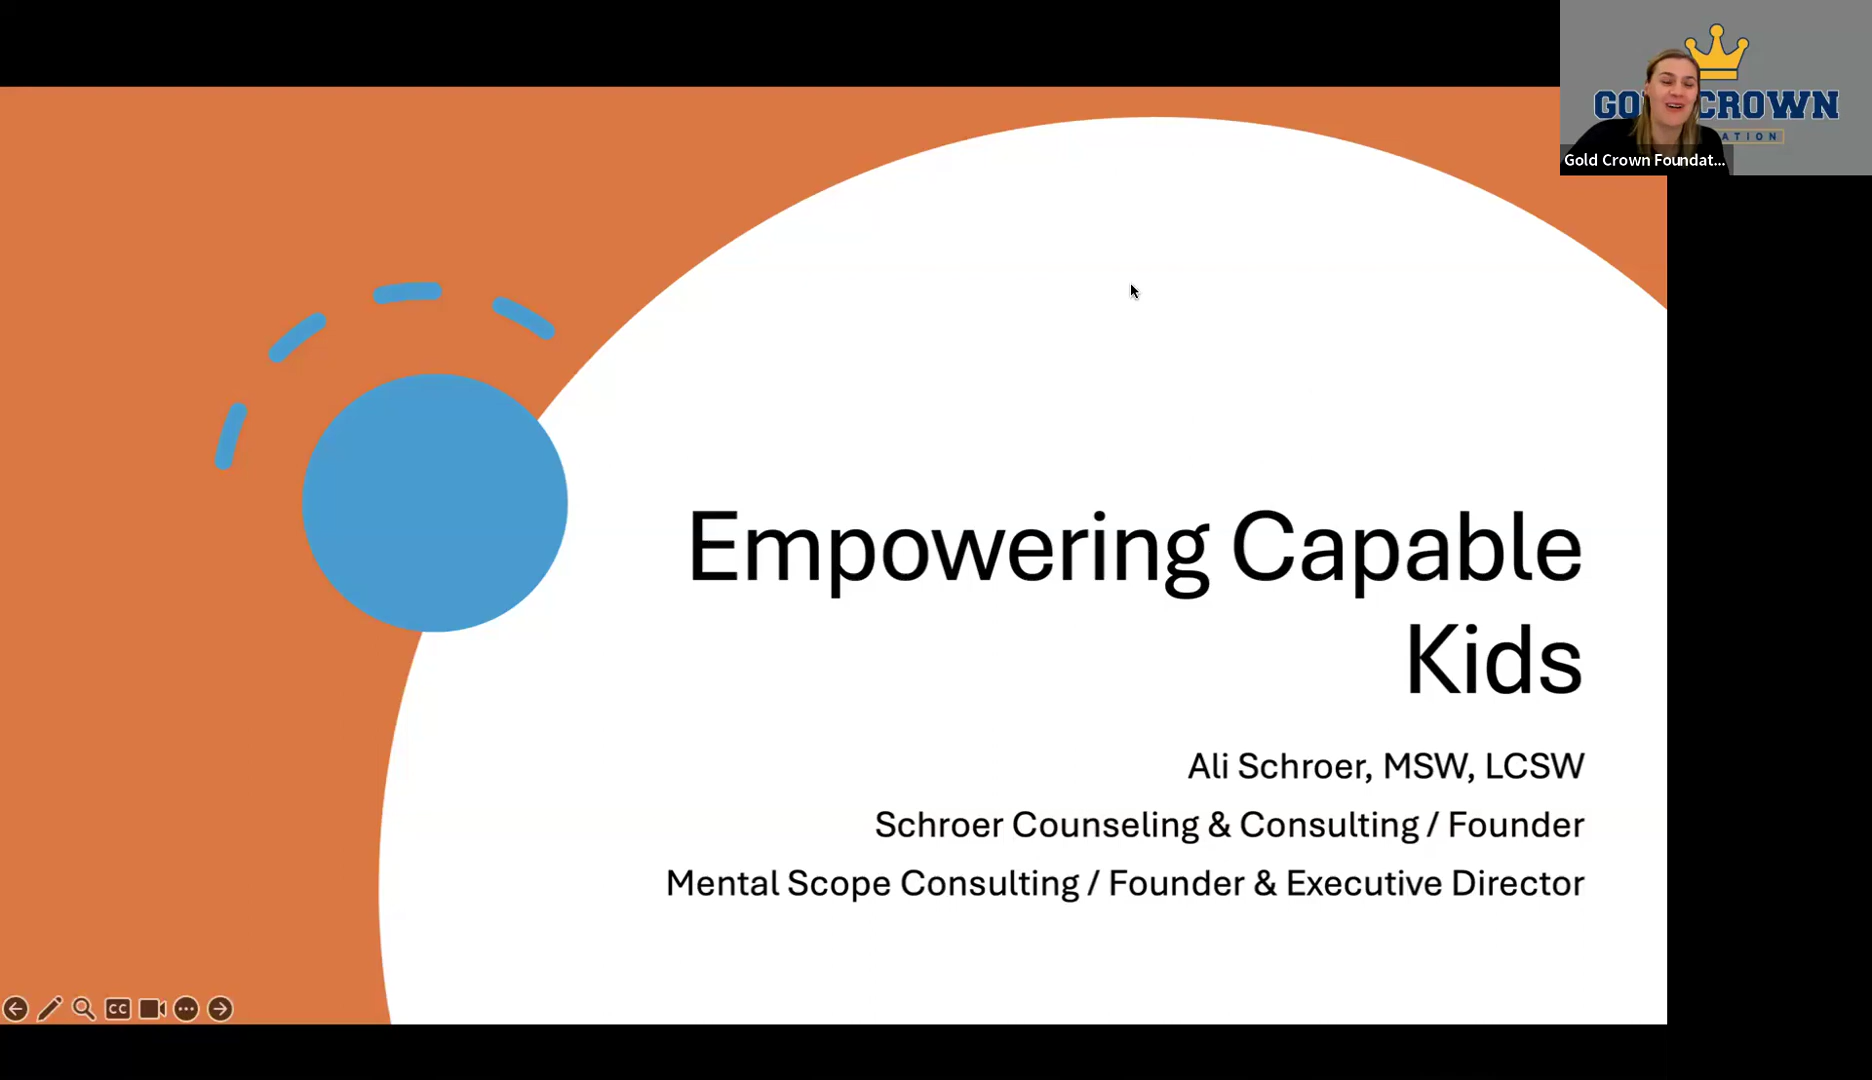 GO CROWN
ATION
Gold Crown Foundat...
Empowering Capable
Kids
Ali Schroer, MSW, LCSW
Schroer Counseling & Consulting / Founder
Mental Scope Consulting / Founder & Executive Director
CC